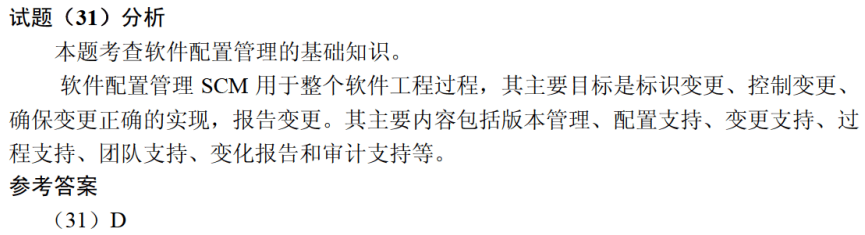 试题（31）分析
本题考查软件配置管理的基础知识。
软件配置管理 SCM 用于整个软件工程过程，其主要目标是标识变更、控制变更、
确保变更正确的实现，报告变更。其主要内容包括版本管理、配置支持、变更支持、过
程支持、团队支持、变化报告和审计支持等。
参考答案
（31）D